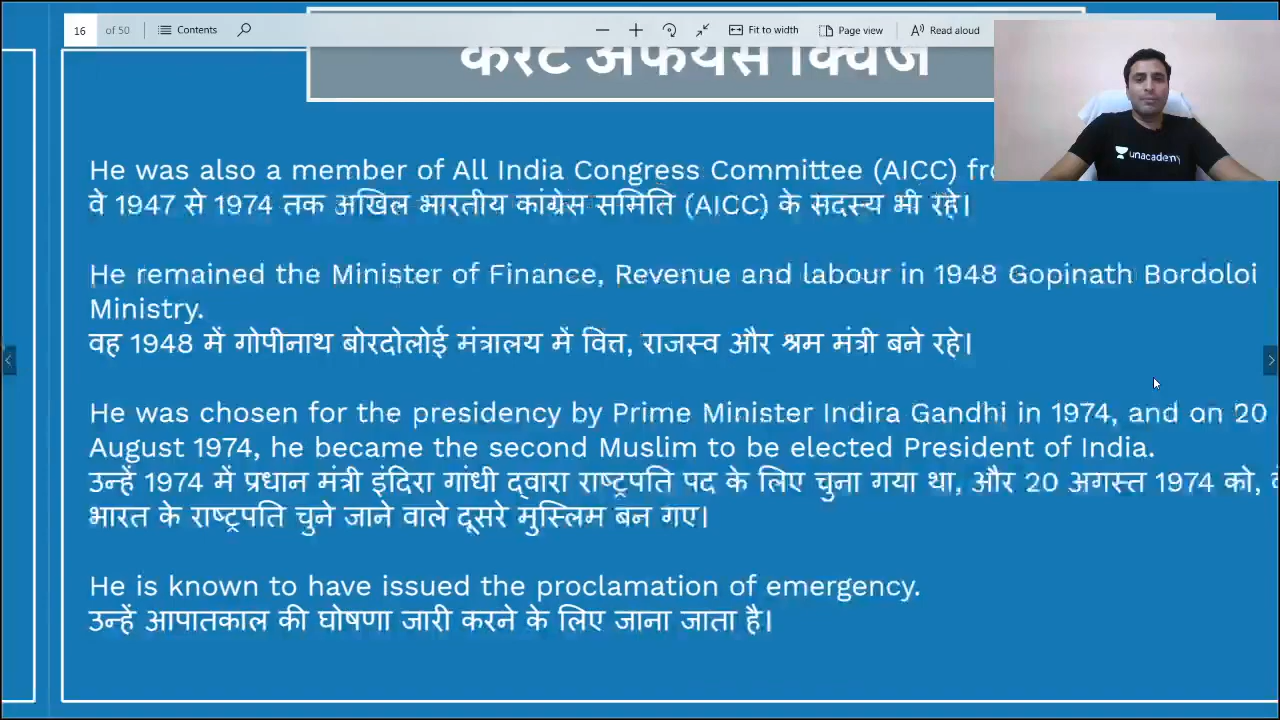 16 of 50 Contents Fit to width Page view Read aloud
करेंट अफेयर्स क्विज
unacademy
He was also a member of All India Congress Committee (AICC)
वे 1947 से 1974 तक अखिल भारतीय कांग्रेस समिति (AICC) के सदस्य भी रहे।
He remained the Minister of Finance, Revenue and labour in 1948 Gopinath Bordoloi
Ministry.
वह 1948 में गोपीनाथ बोरदोलोई मंत्रालय में वित्त, राजस्व और श्रम मंत्री बने रहे।
He was chosen for the presidency by Prime Minister Indira Gandhi in 1974, and on 20
August 1974, he became the second Muslim to be elected President of India.
उन्हें 1974 में प्रधान मंत्री इंदिरा गांधी द्वारा राष्ट्रपति पद के लिए चुना गया था, और 20 अगस्त 1974 को,
भारत के राष्ट्रपति चुने जाने वाले दूसरे मुस्लिम बन गए।
He is known to have issued the proclamation of emergency.
उन्हें आपातकाल की घोषणा जारी करने के लिए जाना जाता है।